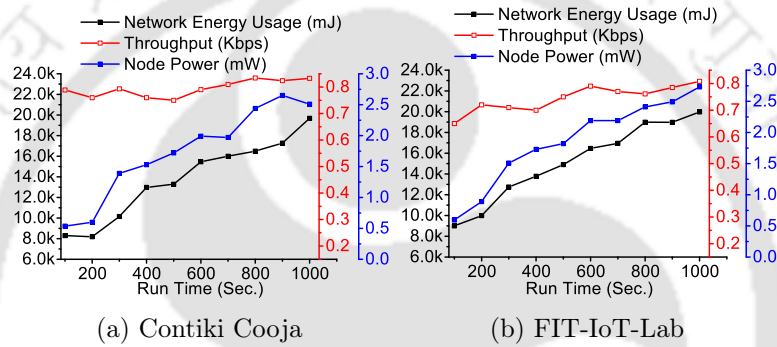 Network Energy Usage (mJ)
Throughput (Kbps)
Node Power (mW)
24.0k
22.0k
20.0k
18.0k
16.0k
14.0k
12.0k
10.0k
8.0k
6.0k
0.8
0.7
0.6
0.5
0.4
0.3
0.2
3.0
2.5
2.0
1.5
1.0
0.5
0.0
200 400 600 800 1000
Run Time (Sec.)
(a) Contiki Cooja
Network Energy Usage (mJ)
Throughput (Kbps)
Node Power (mW)
24.0k
22.0k
20.0k
18.0k
16.0k
14.0k
12.0k
10.0k
8.0k
6.0k
0.8
0.7
0.6
0.5
0.4
0.3
0.2
3.0
2.5
2.0
1.5
1.0
0.5
0.0
200 400 600 800 1000
Run Time (Sec.)
(b) FIT-IoT-Lab